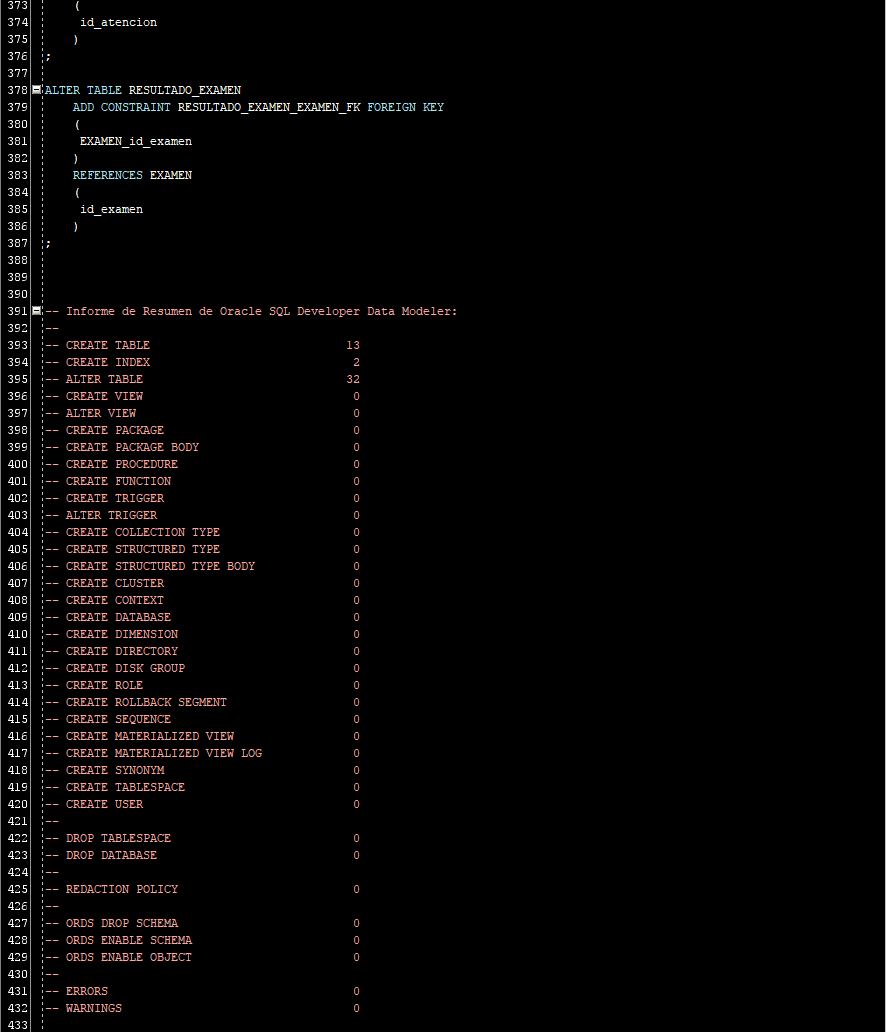 373 (
374 id_atencion
375 )
376 ;
377
378 ALTER TABLE RESULTADO_EXAMEN
379 ADD CONSTRAINT RESULTADO_EXAMEN_EXAMEN_FK FOREIGN KEY
380 (
381 EXAMEN_id_examen
382 )
383 REFERENCES EXAMEN
384 (
385 id_examen
386 )
387 ;
388
389
390
391 -- Informe de Resumen de Oracle SQL Developer Data Modeler:
392 --
393 -- CREATE TABLE 13
394 -- CREATE INDEX 2
395 -- ALTER TABLE 32
396 -- CREATE VIEW 0
397 -- ALTER VIEW 0
398 -- CREATE PACKAGE 0
399 -- CREATE PACKAGE BODY 0
400 -- CREATE PROCEDURE 0
401 -- CREATE FUNCTION 0
402 -- CREATE TRIGGER 0
403 -- ALTER TRIGGER 0
404 -- CREATE COLLECTION TYPE 0
405 -- CREATE STRUCTURED TYPE 0
406 -- CREATE STRUCTURED TYPE BODY 0
407 -- CREATE CLUSTER 0
408 -- CREATE CONTEXT 0
409 -- CREATE DATABASE 0
410 -- CREATE DIMENSION 0
411 -- CREATE DIRECTORY 0
412 -- CREATE DISK GROUP 0
413 -- CREATE ROLE 0
414 -- CREATE ROLLBACK SEGMENT 0
415 -- CREATE SEQUENCE 0
416 -- CREATE MATERIALIZED VIEW 0
417 -- CREATE MATERIALIZED VIEW LOG 0
418 -- CREATE SYNONYM 0
419 -- CREATE TABLESPACE 0
420 -- CREATE USER 0
421 --
422 -- DROP TABLESPACE 0
423 -- DROP DATABASE 0
424 --
425 -- REDACTION POLICY 0
426 --
427 -- ORDS DROP SCHEMA 0
428 -- ORDS ENABLE SCHEMA 0
429 -- ORDS ENABLE OBJECT 0
430 --
431 -- ERRORS 0
432 -- WARNINGS 0
433